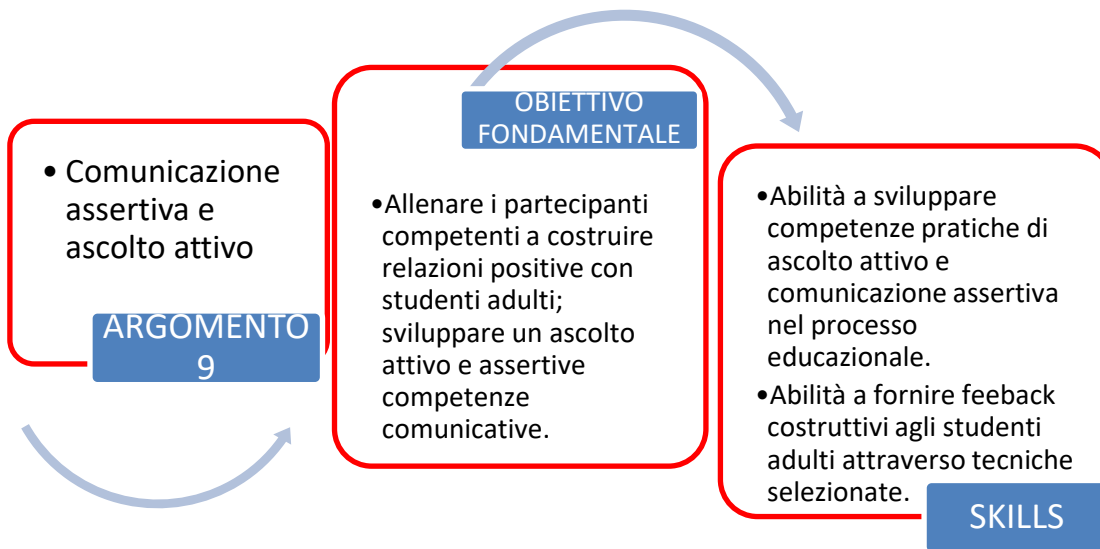 • Comunicazione
assertiva e
ascolto attivo
ARGOMENTO
9
OBIETTIVO
FONDAMENTALE
•Allenare i partecipanti
competenti a costruire
relazioni positive con
studenti adulti;
sviluppare un ascolto
attivo e assertive
competenze
comunicative.
•Abilità a sviluppare
competenze pratiche di
ascolto attivo e
comunicazione assertiva
nel processo
educazionale.
•Abilità a fornire feeback
costruttivi agli studenti
adulti attraverso tecniche
selezionate.
SKILLS